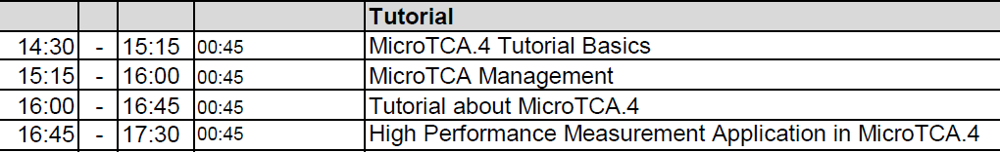 Tutorial
14:30 - 15:15 00:45 MicroTCA.4 Tutorial Basics
15:15 - 16:00 00:45 MicroTCA Management
16:00 - 16:45 00:45 Tutorial about MicroTCA.4
16:45 - 17:30 00:45 High Performance Measurement Application in MicroTCA.4